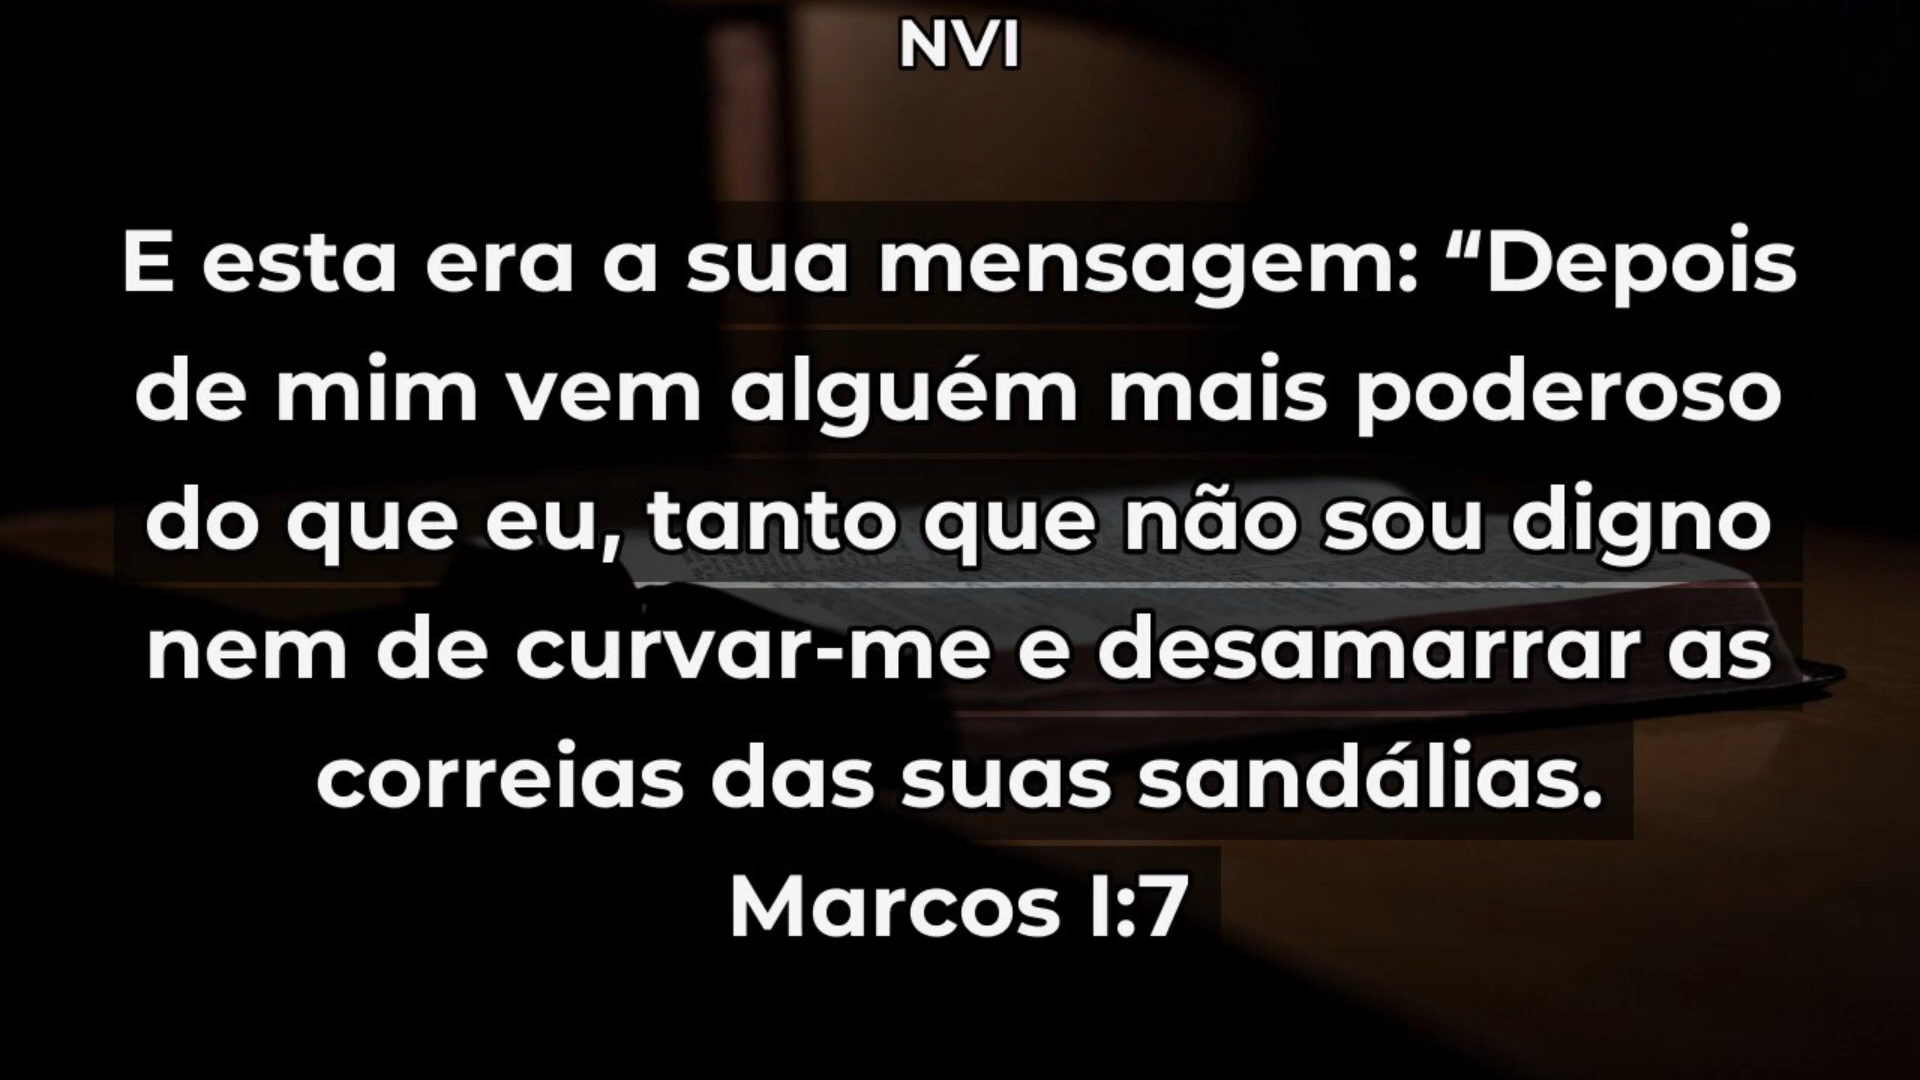 NVI
E esta era a sua mensagem: “Depois
de mim vem alguém mais poderoso
do que eu, tanto que não sou digno
nem de curvar-me e desamarrar as
correias das suas sandálias.
Marcos I:7